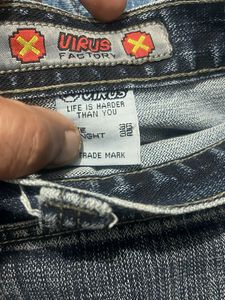 VIRUS
FACTORY
VIRUS
LIFE IS HARDER
THAN YOU
TRADE MARK